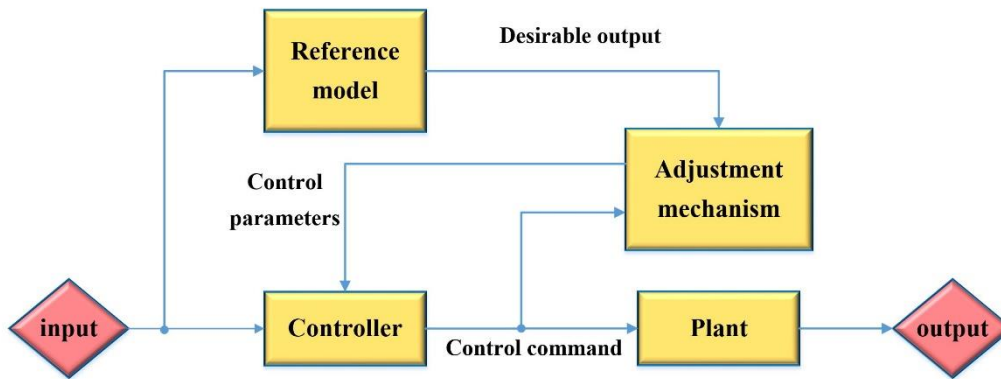 Reference
model
Desirable output
Adjustment
mechanism
Control
parameters
input
Controller
Control command
Plant
output